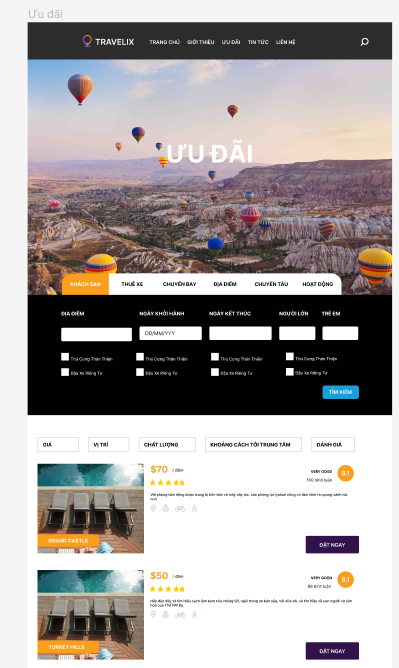 Ưu đãi
TRAVELIX TRANG CHỦ GIỚI THIỆU ƯU ĐÃI TIN TỨC LIÊN HỆ
ƯU ĐÃI
KHÁCH SẠN THUÊ XE CHUYẾN BAY ĐỊA ĐIỂM CHUYẾN TÀU HOẠT ĐỘNG
ĐỊA ĐIỂM NGÀY KHỞI HÀNH NGÀY KẾT THÚC NGƯỜI LỚN TRẺ EM
DD/MM/YYY
Thú Cưng Thân Thiện Thú Cưng Thân Thiện Thú Cưng Thân Thiện Thú Cưng Thân Thiện
Đậu Xe Riêng Tư Đậu Xe Riêng Tư Đậu Xe Riêng Tư Đậu Xe Riêng Tư
TÌM KIẾM
GIÁ VỊ TRÍ CHẤT LƯỢNG KHOẢNG CÁCH TỚI TRUNG TÂM ĐÁNH GIÁ
$70 / đêm VERY GOOD 8.1
100 bình luận
GRAND CASTLE
ĐẶT NGAY
$50 / đêm VERY GOOD 8.1
bình luận
TURKEY HILLS
ĐẶT NGAY